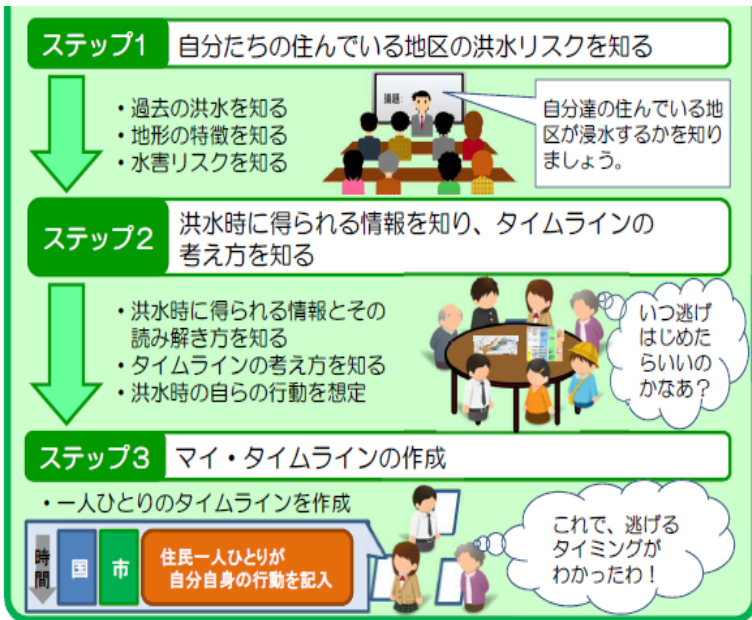 ステップ1 自分たちの住んでいる地区の洪水リスクを知る
・過去の洪水を知る
・地形の特徴を知る
・水害リスクを知る
議題:
自分達の住んでいる地
区が浸水するかを知り
ましょう。
ステップ2 洪水時に得られる情報を知り、タイムラインの
考え方を知る
・洪水時に得られる情報とその
読み解き方を知る
・タイムラインの考え方を知る
・洪水時の自らの行動を想定
いつ逃げ
はじめた
らいいの
かなあ?
ステップ3 マイ・タイムラインの作成
・一人ひとりのタイムラインを作成
時間
国
市
住民一人ひとりが
自分自身の行動を記入
これで、逃げる
タイミングが
わかったわ!